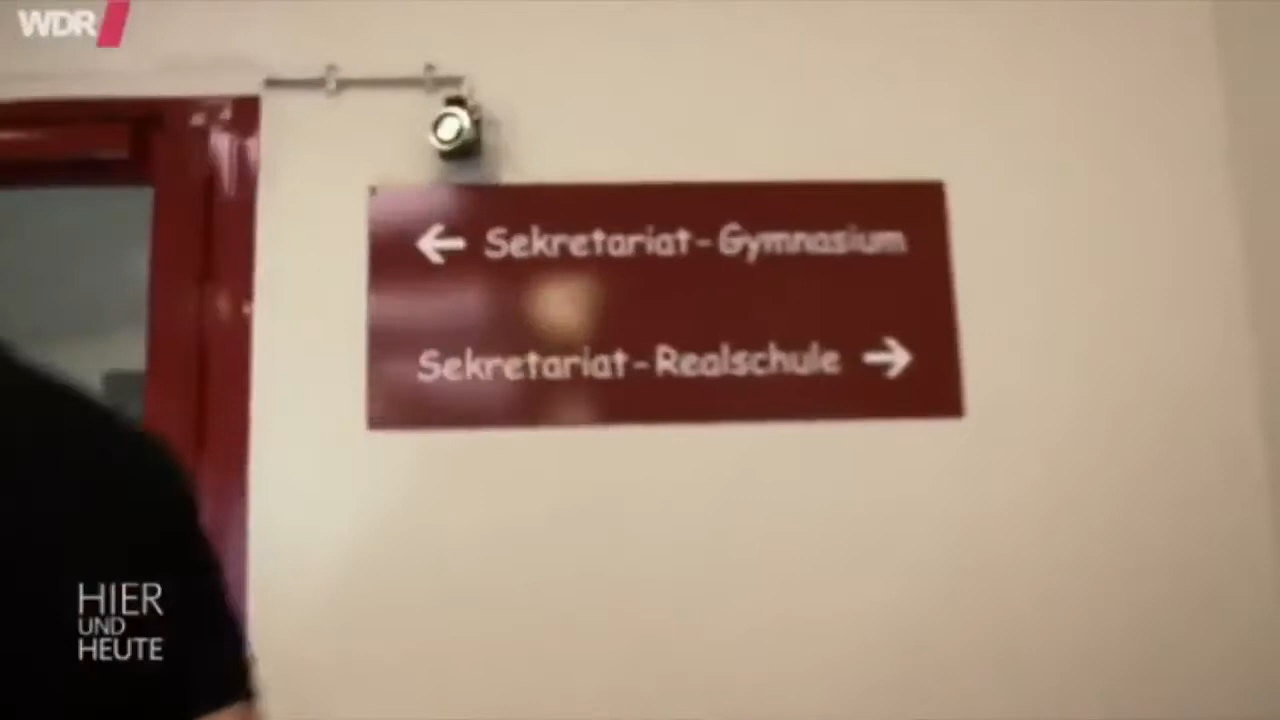 WDR
← Sekretariat - Gymnasium
Sekretariat - Realschule →
HIER
UND
HEUTE